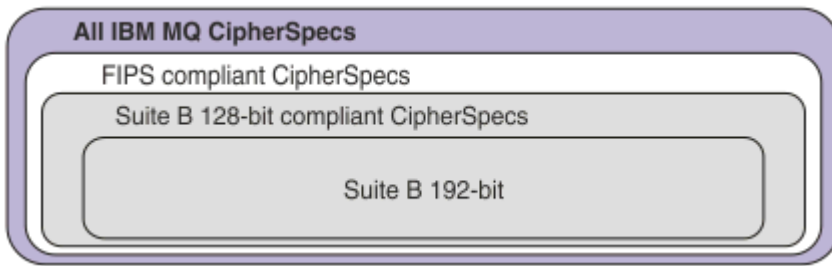 All IBM MQ CipherSpecs
FIPS compliant CipherSpecs
Suite B 128-bit compliant CipherSpecs
Suite B 192-bit